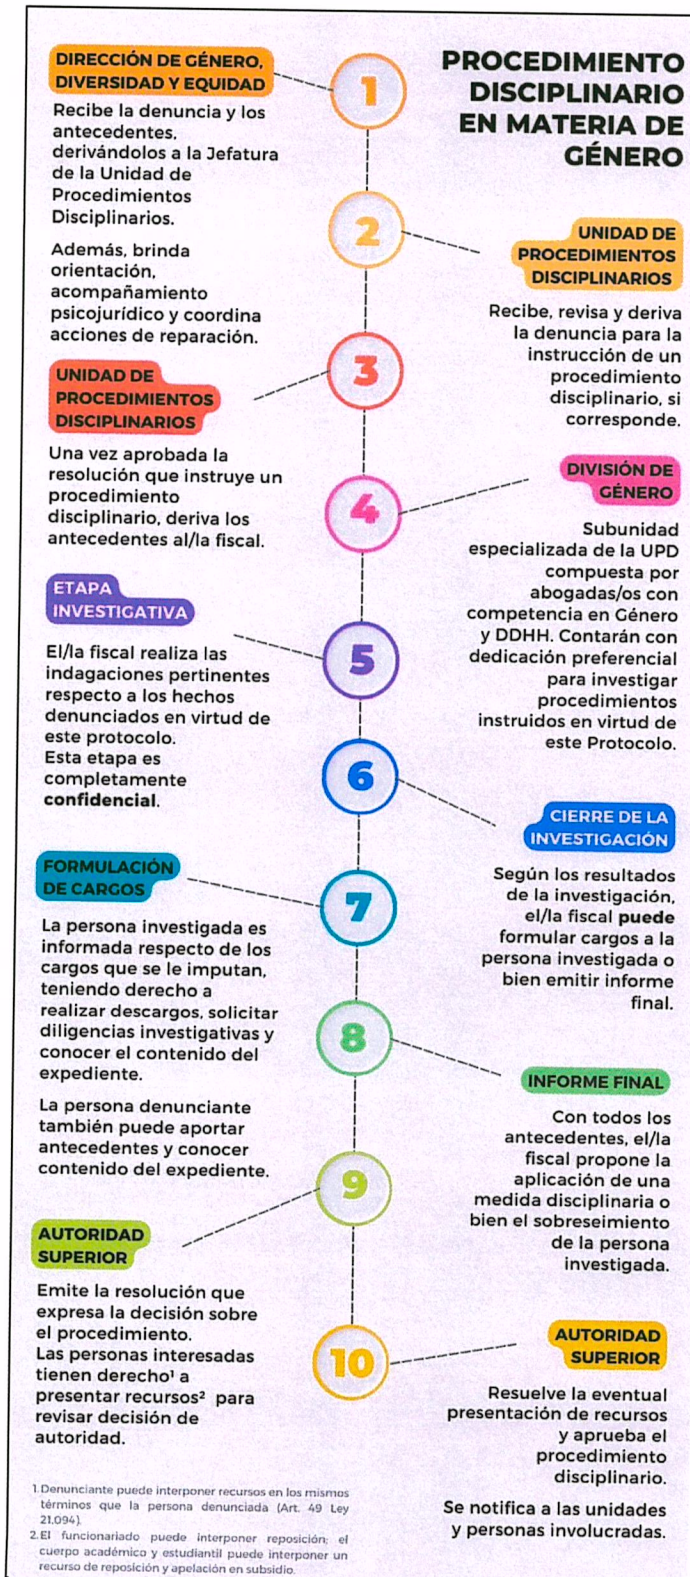 PROCEDIMIENTO
DISCIPLINARIO
EN MATERIA DE
GÉNERO
1
DIRECCIÓN DE GÉNERO,
DIVERSIDAD Y EQUIDAD
Recibe la denuncia y los
antecedentes,
derivándolos a la Jefatura
de la Unidad de
Procedimientos
Disciplinarios.
Además, brinda
orientación,
acompañamiento
psicojurídico y coordina
acciones de reparación.
2
UNIDAD DE
PROCEDIMIENTOS
DISCIPLINARIOS
Recibe, revisa y deriva
la denuncia para la
instrucción de un
procedimiento
disciplinario, si
corresponde.
3
UNIDAD DE
PROCEDIMIENTOS
DISCIPLINARIOS
Una vez aprobada la
resolución que instruye un
procedimiento
disciplinario, deriva los
antecedentes al/la fiscal.
4
DIVISIÓN DE
GÉNERO
Subunidad
especializada de la UPD
compuesta por
abogadas/os con
competencia en Género
y DDHH. Contarán con
dedicación preferencial
para investigar
procedimientos
instruidos en virtud de
este Protocolo.
5
ETAPA
INVESTIGATIVA
El/la fiscal realiza las
indagaciones pertinentes
respecto a los hechos
denunciados en virtud de
este protocolo.
Esta etapa es
completamente
confidencial.
6
CIERRE DE LA
INVESTIGACIÓN
Según los resultados
de la investigación,
el/la fiscal puede
formular cargos a la
persona investigada o
bien emitir informe
final.
7
FORMULACIÓN
DE CARGOS
La persona investigada es
informada respecto de los
cargos que se le imputan,
teniendo derecho a
realizar descargos, solicitar
diligencias investigativas y
conocer el contenido del
expediente.
La persona denunciante
también puede aportar
antecedentes y conocer
contenido del expediente.
8
INFORME FINAL
Con todos los
antecedentes, el/la
fiscal propone la
aplicación de una
medida disciplinaria o
bien el sobreseimiento
de la persona
investigada.
9
AUTORIDAD
SUPERIOR
Emite la resolución que
expresa la decisión sobre
el procedimiento.
Las personas interesadas
tienen derecho¹ a
presentar recursos² para
revisar decisión de
autoridad.
10
AUTORIDAD
SUPERIOR
Resuelve la eventual
presentación de recursos
y aprueba el
procedimiento
disciplinario.
Se notifica a las unidades
y personas involucradas.
1. Denunciante puede interponer recursos en los mismos
términos que la persona denunciada (Art. 49 Ley
21.094).
2. El funcionariado puede interponer reposición; el
cuerpo académico y estudiantil puede interponer un
recurso de reposición y apelación en subsidio.